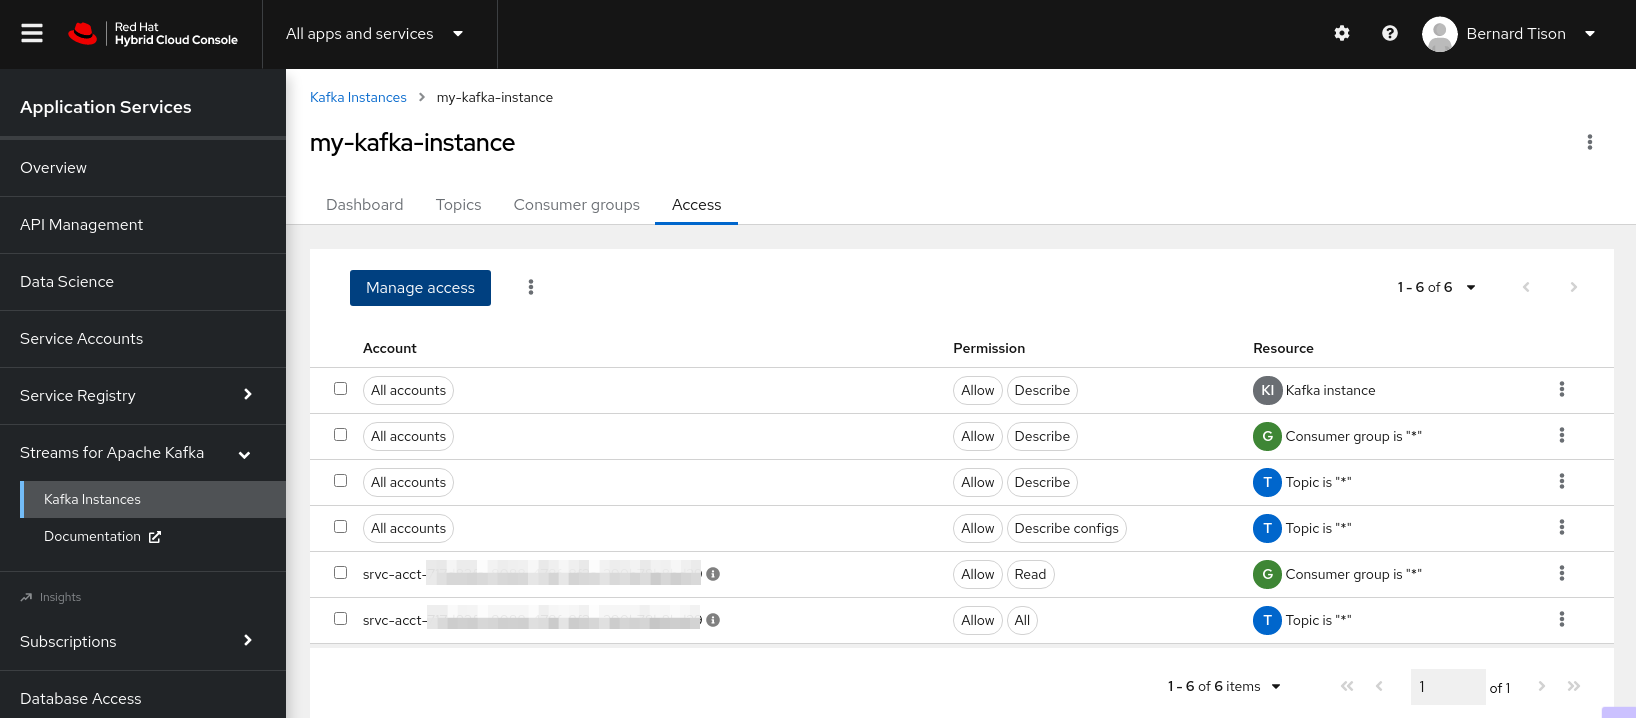 Red Hat
Hybrid Cloud Console
All apps and services
Bernard Tison
Application Services
Overview
API Management
Data Science
Service Accounts
Service Registry
Streams for Apache Kafka
Kafka Instances
Documentation
Insights
Subscriptions
Database Access
Kafka Instances > my-kafka-instance
my-kafka-instance
Dashboard Topics Consumer groups Access
Manage access 1 - 6 of 6
Account Permission Resource
All accounts Allow Describe KI Kafka instance
All accounts Allow Describe G Consumer group is "*"
All accounts Allow Describe T Topic is "*"
All accounts Allow Describe configs T Topic is "*"
srvc-acct- Allow Read G Consumer group is "*"
srvc-acct- Allow All T Topic is "*"
1 - 6 of 6 items 1 of 1